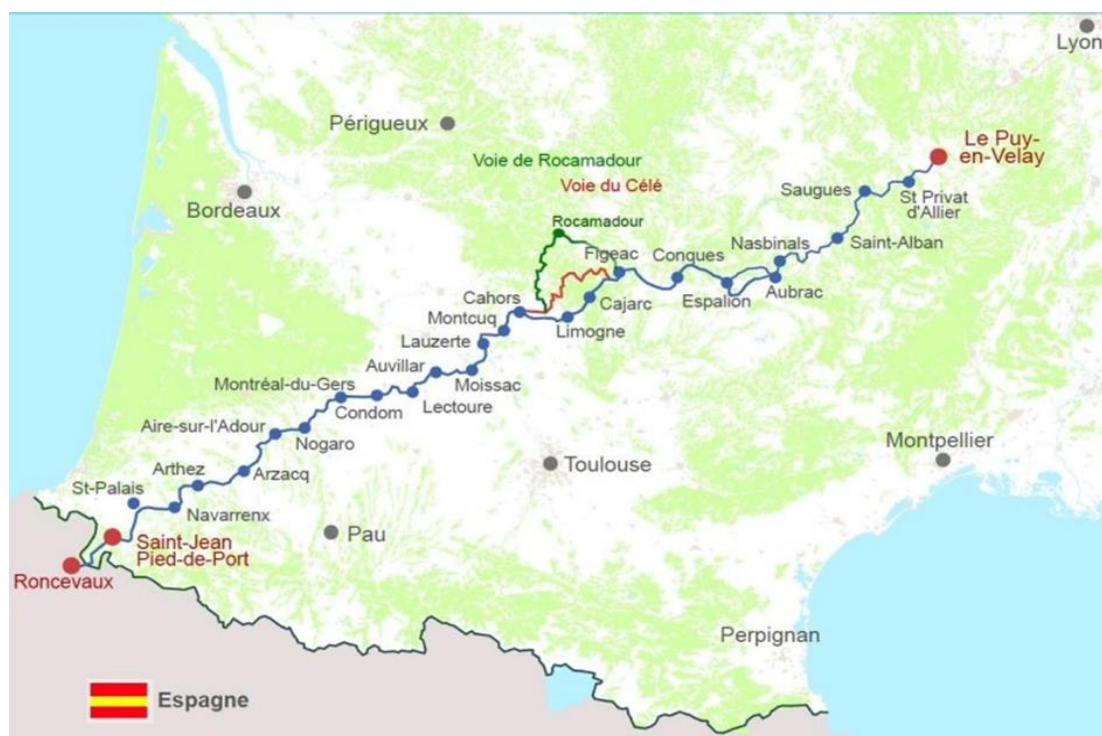 Lyon
Périgueux
Le Puy-
en-Velay
Voie de Rocamadour
Voie du Célé
Saugues
St Privat
d'Allier
Bordeaux
Rocamadour
Nasbinals
Saint-Alban
Figeac
Conques
Espalion
Aubrac
Cahors
Cajarc
Montcuq
Limogne
Lauzerte
Auvillar
Moissac
Montréal-du-Gers
Condom
Lectoure
Aire-sur-l'Adour
Nogaro
Montpellier
Toulouse
Arthez
Arzacq
St-Palais
Navarrenx
Pau
Saint-Jean
Pied-de-Port
Roncevaux
Perpignan
Espagne